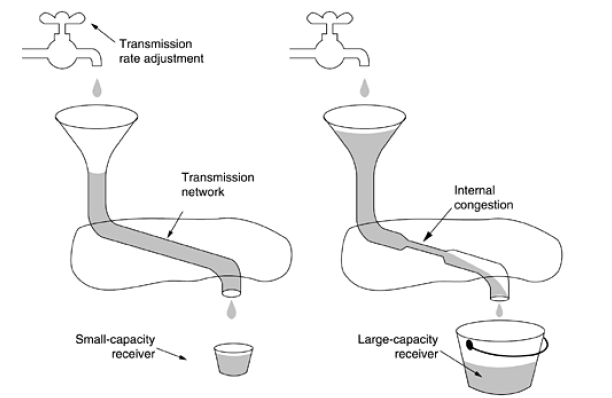 Transmission
rate adjustment
Transmission
network
Internal
congestion
Small-capacity
receiver
Large-capacity
receiver